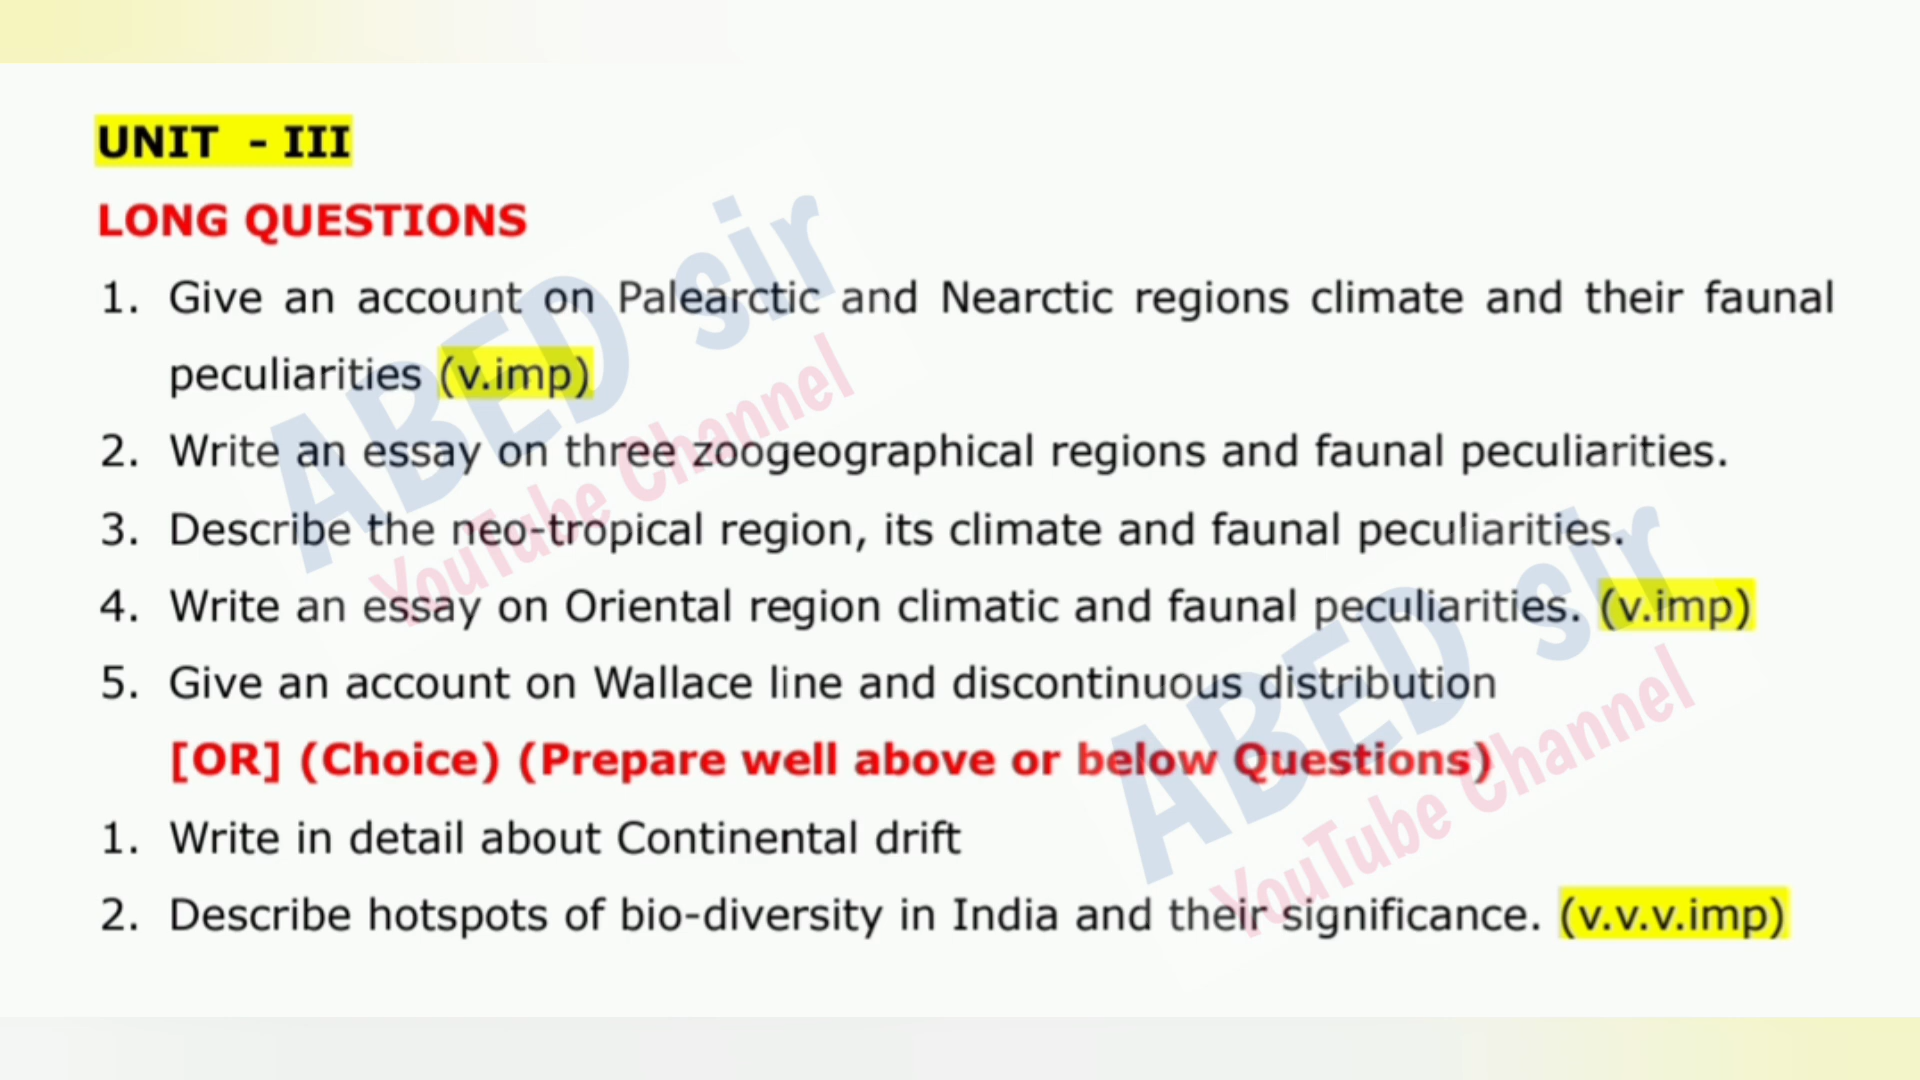 UNIT - III
LONG QUESTIONS
1. Give an account on Palearctic and Nearctic regions climate and their faunal
peculiarities (v.imp)
2. Write an essay on three zoogeographical regions and faunal peculiarities.
3. Describe the neo-tropical region, its climate and faunal peculiarities.
4. Write an essay on Oriental region climatic and faunal peculiarities. (v.imp)
5. Give an account on Wallace line and discontinuous distribution
[OR] (Choice) (Prepare well above or below Questions)
1. Write in detail about Continental drift
2. Describe hotspots of bio-diversity in India and their significance. (v.v.v.imp)
ABED sir
YouTube Channel
ABED sir
YouTube Channel